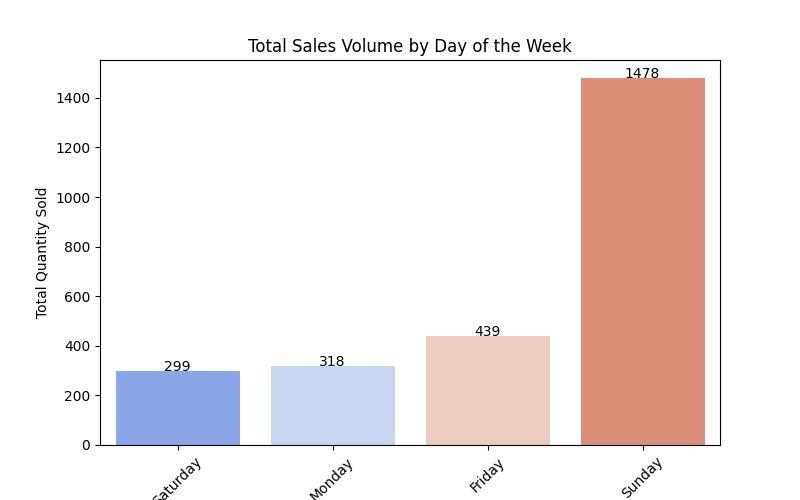 Total Sales Volume by Day of the Week
1478
1400
1200
1000
800
600
400
200
0
Total Quantity Sold
299
318
439
Saturday
Monday
Friday
Sunday